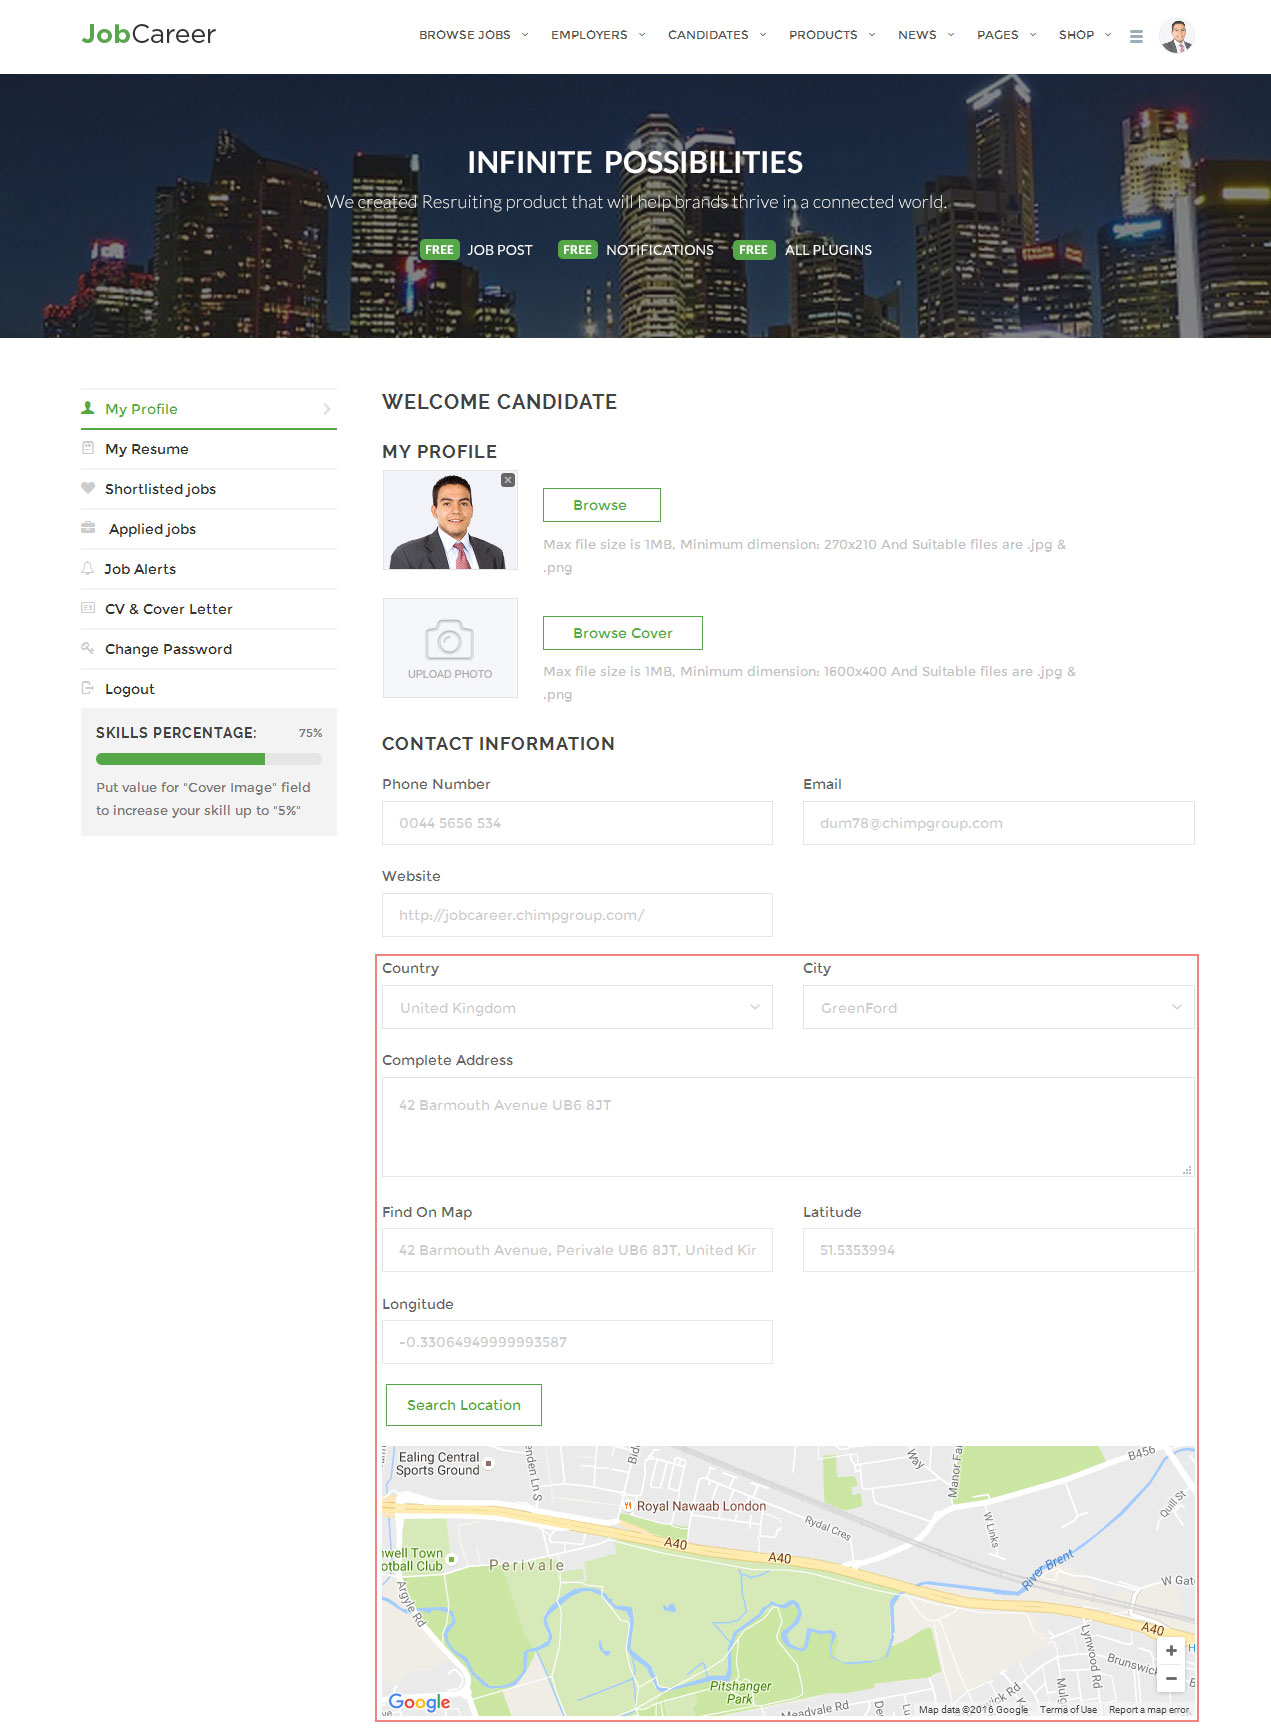 JobCareer
BROWSE JOBS EMPLOYERS CANDIDATES PRODUCTS NEWS PAGES SHOP
INFINITE POSSIBILITIES
We created Resruiting product that will help brands thrive in a connected world.
FREE JOB POST FREE NOTIFICATIONS FREE ALL PLUGINS
My Profile
My Resume
Shortlisted jobs
Applied jobs
Job Alerts
CV & Cover Letter
Change Password
Logout
SKILLS PERCENTAGE: 75%
Put value for "Cover Image" field
to increase your skill up to "5%"
WELCOME CANDIDATE
MY PROFILE
Browse
Max file size is 1MB, Minimum dimension: 270x210 And Suitable files are .jpg &
.png
UPLOAD PHOTO
Browse Cover
Max file size is 1MB, Minimum dimension: 1600x400 And Suitable files are .jpg &
.png
CONTACT INFORMATION
Phone Number Email
0044 5656 534 dum78@chimpgroup.com
Website
http://jobcareer.chimpgroup.com/
Country City
United Kingdom GreenFord
Complete Address
42 Barmouth Avenue UB6 8JT
Find On Map Latitude
42 Barmouth Avenue, Perivale UB6 8JT, United Kir 51.5353994
Longitude
-0.33064949999993587
Search Location
Ealing Central
Sports Ground
enden Ln S
Bidd
Way
Manor Fa
B456
Quill St
Royal Nawaab London
Rydal Cres
W Links
A40
A40
nwell Town
otball Club
Perivale
River Brent
W Gat
Argyle Rd
A40
Lynwood Rd
Brunswick
Pitshanger
Park
Meadvale Rd
Google
Map data ©2016 Google Terms of Use Report a map error